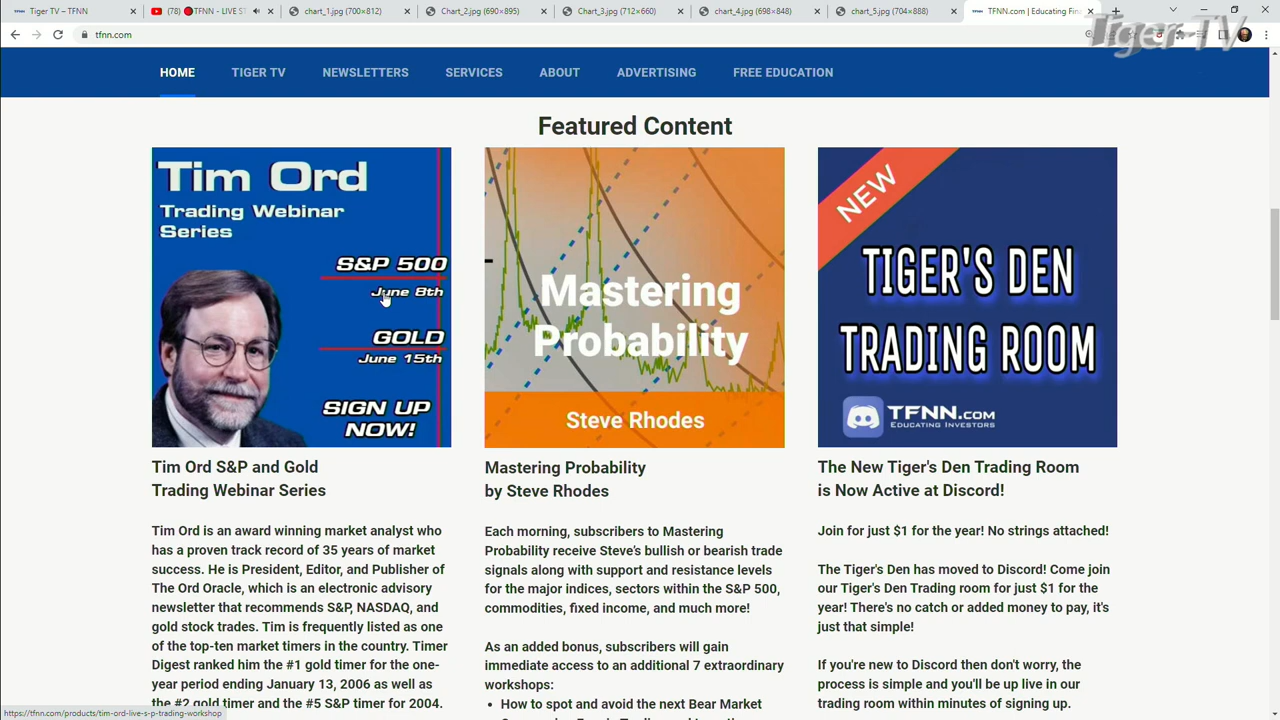 Tiger TV – TFNN
(78) 🔴TFNN - LIVE ST
chart_1.jpg (700×812)
Chart_2.jpg (690×895)
Chart_3.jpg (712×660)
chart_4.jpg (698×848)
chart_5.jpg (704×888)
TFNN.com | Educating Fina
tfnn.com
Tiger TV
HOME
TIGER TV
NEWSLETTERS
SERVICES
ABOUT
ADVERTISING
FREE EDUCATION
Featured Content
Tim Ord
Trading Webinar
Series
S&P 500
June 8th
GOLD
June 15th
SIGN UP
NOW!
Tim Ord S&P and Gold
Trading Webinar Series
Tim Ord is an award winning market analyst who
has a proven track record of 35 years of market
success. He is President, Editor, and Publisher of
The Ord Oracle, which is an electronic advisory
newsletter that recommends S&P, NASDAQ, and
gold stock trades. Tim is frequently listed as one
of the top-ten market timers in the country. Timer
Digest ranked him the #1 gold timer for the one-
year period ending January 13, 2006 as well as
the #2 gold timer and the #5 S&P timer for 2004.
Mastering
Probability
Steve Rhodes
Mastering Probability
by Steve Rhodes
Each morning, subscribers to Mastering
Probability receive Steve's bullish or bearish trade
signals along with support and resistance levels
for the major indices, sectors within the S&P 500,
commodities, fixed income, and much more!
As an added bonus, subscribers will gain
immediate access to an additional 7 extraordinary
workshops:
• How to spot and avoid the next Bear Market
NEW
TIGER'S DEN
TRADING ROOM
TFNN.COM
EDUCATING INVESTORS
The New Tiger's Den Trading Room
is Now Active at Discord!
Join for just $1 for the year! No strings attached!
The Tiger's Den has moved to Discord! Come join
our Tiger's Den Trading room for just $1 for the
year! There's no catch or added money to pay, it's
just that simple!
If you're new to Discord then don't worry, the
process is simple and you'll be up live in our
trading room within minutes of signing up.
https://tfnn.com/products/tim-ord-live-s-p-trading-workshop